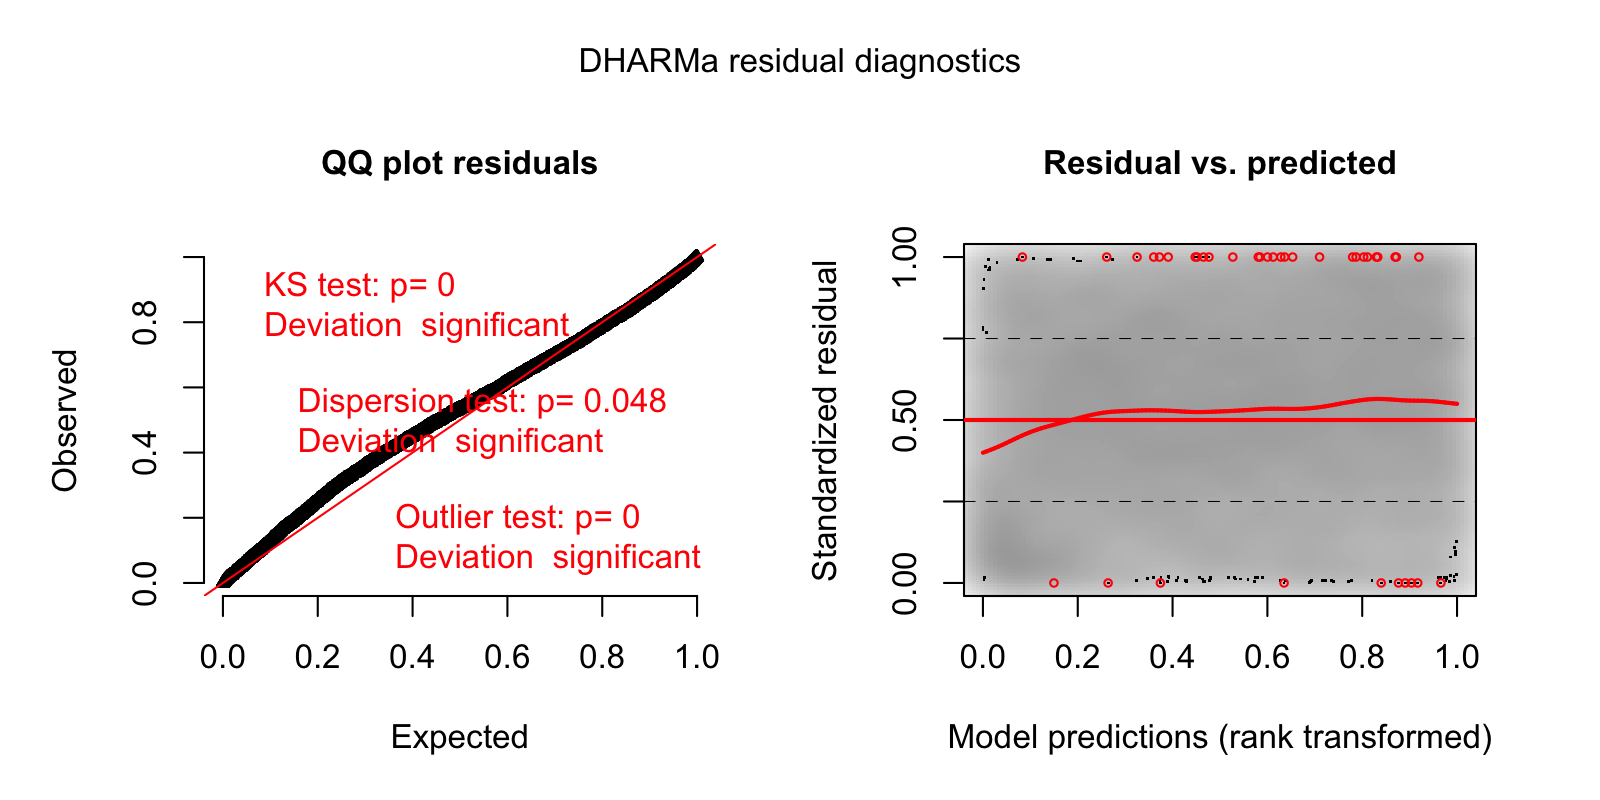 DHARMa residual diagnostics
QQ plot residuals
Observed
0.0
0.4
0.8
KS test: p= 0
Deviation  significant
Dispersion test: p= 0.048
Deviation  significant
Outlier test: p= 0
Deviation  significant
0.0 0.2 0.4 0.6 0.8 1.0
Expected
Residual vs. predicted
Standardized residual
0.00
0.50
1.00
0.0 0.2 0.4 0.6 0.8 1.0
Model predictions (rank transformed)